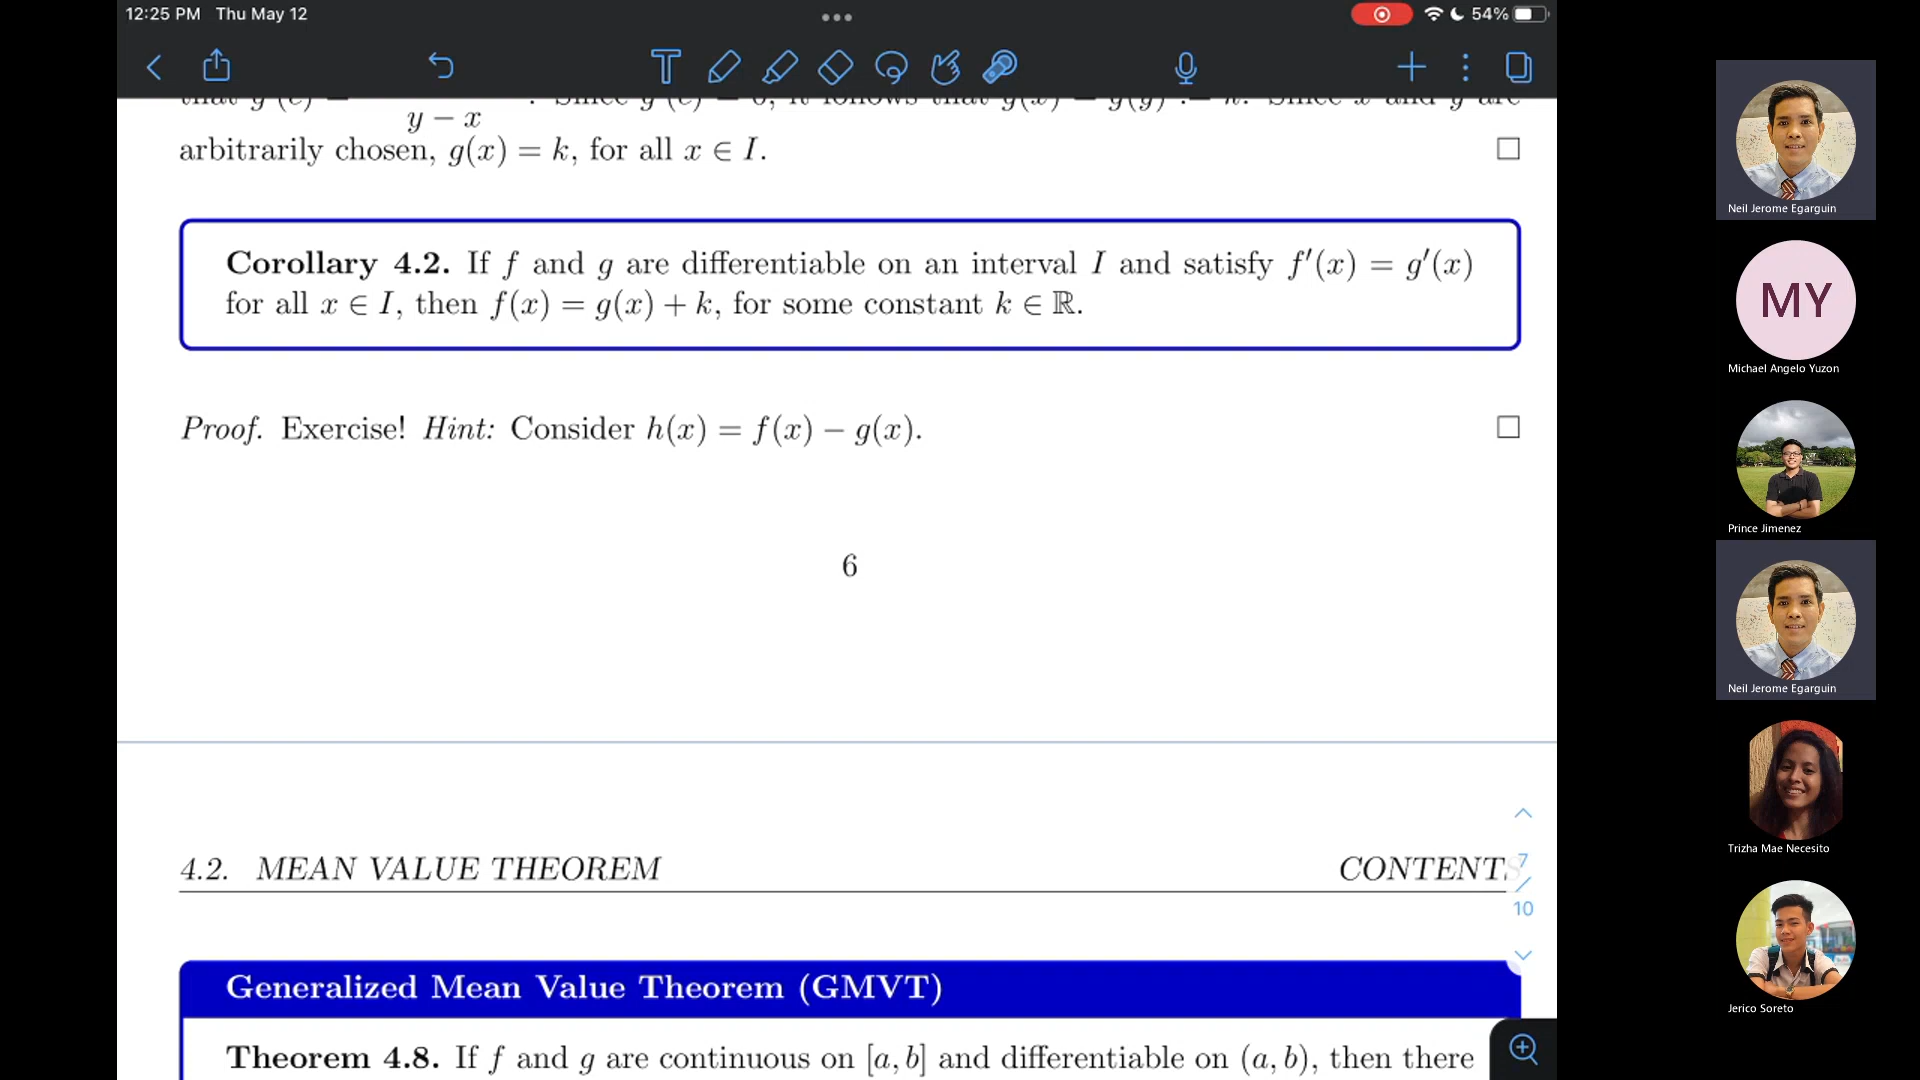 12:25 PM Thu May 12
54%
y − x
arbitrarily chosen, g(x) = k, for all x ∈ I. □
Corollary 4.2. If f and g are differentiable on an interval I and satisfy f′(x) = g′(x)
for all x ∈ I, then f(x) = g(x) + k, for some constant k ∈ ℝ.
Proof. Exercise! Hint: Consider h(x) = f(x) − g(x). □
6
4.2. MEAN VALUE THEOREM CONTENTS
7
/
10
Generalized Mean Value Theorem (GMVT)
Theorem 4.8. If f and g are continuous on [a, b] and differentiable on (a, b), then there
Neil Jerome Egarguin
MY
Michael Angelo Yuzon
Prince Jimenez
Neil Jerome Egarguin
Trizha Mae Necesito
Jerico Soreto